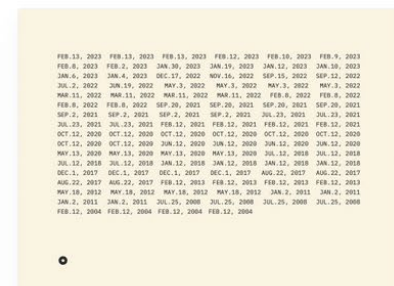 FEB.13, 2023 FEB.13, 2023 FEB.13, 2023 FEB.12, 2023 FEB.10, 2023 FEB.9, 2023
FEB.8, 2023 FEB.2, 2023 JAN.30, 2023 JAN.19, 2023 JAN.12, 2023 JAN.10, 2023
JAN.6, 2023 JAN.4, 2023 DEC.17, 2022 NOV.16, 2022 SEP.15, 2022 SEP.12, 2022
JUL.2, 2022 JUN.19, 2022 MAY.3, 2022 MAY.3, 2022 MAY.3, 2022 MAY.3, 2022
MAR.11, 2022 MAR.11, 2022 MAR.11, 2022 MAR.11, 2022 FEB.8, 2022 FEB.8, 2022
FEB.8, 2022 FEB.8, 2022 SEP.20, 2021 SEP.20, 2021 SEP.20, 2021 SEP.20, 2021
SEP.2, 2021 SEP.2, 2021 SEP.2, 2021 SEP.2, 2021 JUL.23, 2021 JUL.23, 2021
JUL.23, 2021 JUL.23, 2021 FEB.12, 2021 FEB.12, 2021 FEB.12, 2021 FEB.12, 2021
OCT.12, 2020 OCT.12, 2020 OCT.12, 2020 OCT.12, 2020 OCT.12, 2020 OCT.12, 2020
OCT.12, 2020 OCT.12, 2020 JUN.12, 2020 JUN.12, 2020 JUN.12, 2020 JUN.12, 2020
MAY.13, 2020 MAY.13, 2020 MAY.13, 2020 MAY.13, 2020 JUL.12, 2018 JUL.12, 2018
JUL.12, 2018 JUL.12, 2018 JAN.12, 2018 JAN.12, 2018 JAN.12, 2018 JAN.12, 2018
DEC.1, 2017 DEC.1, 2017 DEC.1, 2017 DEC.1, 2017 AUG.22, 2017 AUG.22, 2017
AUG.22, 2017 AUG.22, 2017 FEB.12, 2013 FEB.12, 2013 FEB.12, 2013 FEB.12, 2013
MAY.18, 2012 MAY.18, 2012 MAY.18, 2012 MAY.18, 2012 JAN.2, 2011 JAN.2, 2011
JAN.2, 2011 JAN.2, 2011 JUL.25, 2008 JUL.25, 2008 JUL.25, 2008 JUL.25, 2008
FEB.12, 2004 FEB.12, 2004 FEB.12, 2004 FEB.12, 2004